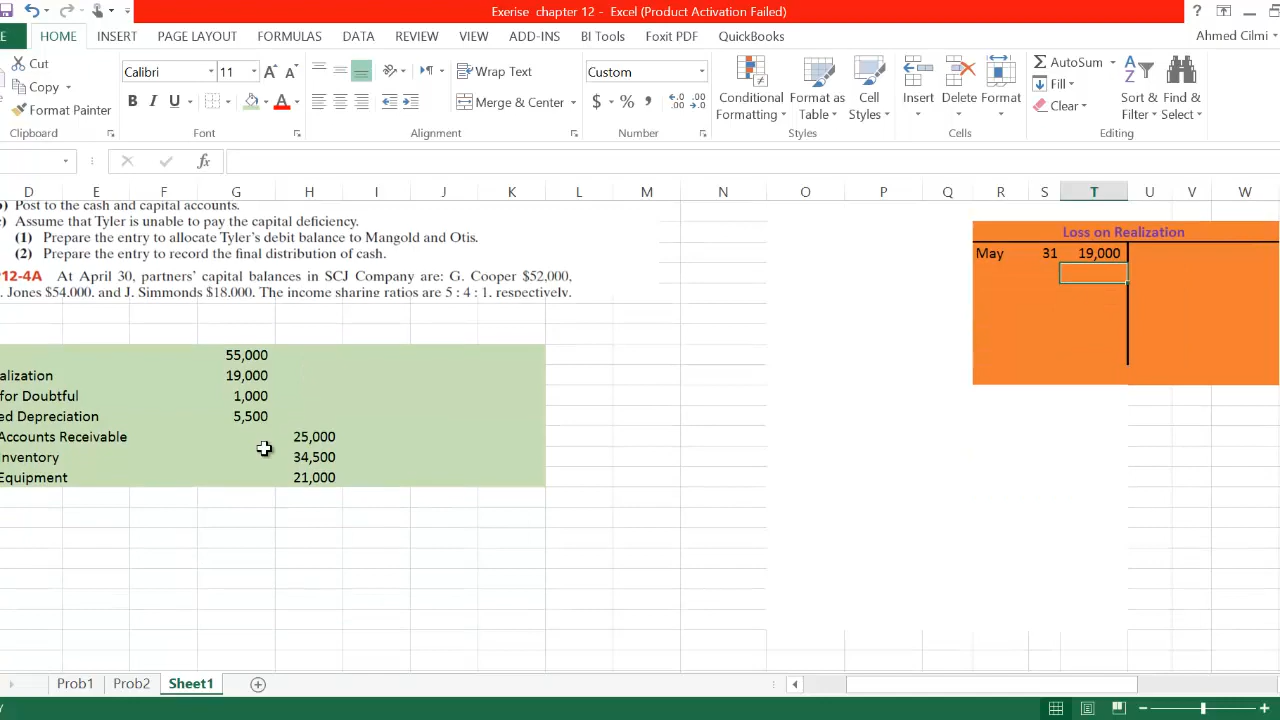 Exerise chapter 12 - Excel (Product Activation Failed)
?
E
HOME
INSERT
PAGE LAYOUT
FORMULAS
DATA
REVIEW
VIEW
ADD-INS
BI Tools
Foxit PDF
QuickBooks
Ahmed Cilmi
Cut
Copy
Format Painter
Clipboard
Calibri
11
A A
B I U
A
Font
Wrap Text
Merge & Center
Alignment
Custom
$ % ,
Number
Conditional
Formatting
Format as
Table
Cell
Styles
Styles
Insert
Delete
Format
Cells
AutoSum
Fill
Clear
Sort &
Filter
Find &
Select
Editing
fx
D E F G H I J K L M N O P Q R S T U V W
) Post to the cash and capital accounts.
c) Assume that Tyler is unable to pay the capital deficiency.
(1) Prepare the entry to allocate Tyler's debit balance to Mangold and Otis.
(2) Prepare the entry to record the final distribution of cash.
P12-4A At April 30, partners' capital balances in SCJ Company are: G. Cooper $52,000,
. Jones $54,000, and J. Simmonds $18,000. The income sharing ratios are 5 : 4 : 1, respectively.
Loss on Realization
May 31 19,000
55,000
alization 19,000
for Doubtful 1,000
ed Depreciation 5,500
Accounts Receivable 25,000
Inventory 34,500
Equipment 21,000
Prob1
Prob2
Sheet1